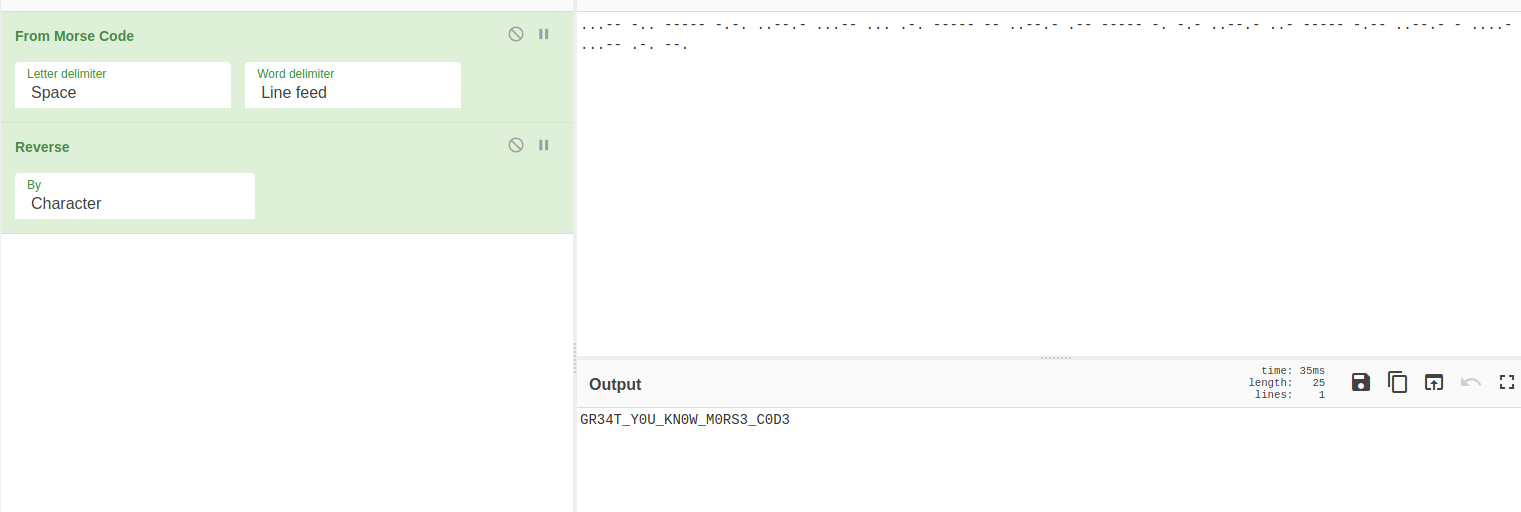 From Morse Code
Letter delimiter
Space
Word delimiter
Line feed
Reverse
By
Character
...-- -.. ----- -.-. ..--.- ...-- ... .-. ----- -- ..--.- .-- ----- -. -.- ..--.- ..- ----- -.-- ..--.- - ....-
...-- .-. --.
Output
time: 35ms
length: 25
lines: 1
GR34T_Y0U_KN0W_M0RS3_C0D3